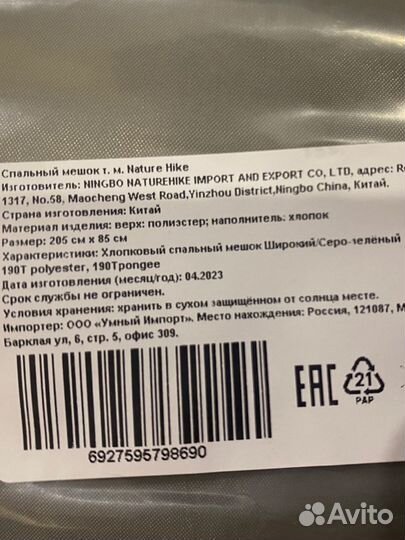 Спальный мешок т. м. Nature Hike
Изготовитель: NINGBO NATUREHIKE IMPORT AND EXPORT CO, LTD, адрес:
1317, No.58, Maocheng West Road,Yinzhou District,Ningbo China, Китай.
Страна изготовления: Китай
Материал изделия: верх: полиэстер; наполнитель: хлопок
Размер: 205 см x 85 см
Характеристики: Хлопковый спальный мешок Широкий/Серо-зелёный
190T polyester, 190Tpongee
Дата изготовления (месяц/год): 04.2023
Срок службы не ограничен.
Условия хранения: хранить в сухом защищённом от солнца месте.
Импортер: ООО «Умный Импорт». Место нахождения: Россия, 121087,
Барклая ул, 6, стр. 5, офис 309.
EAC
21
PAP
6927595798690
Avito